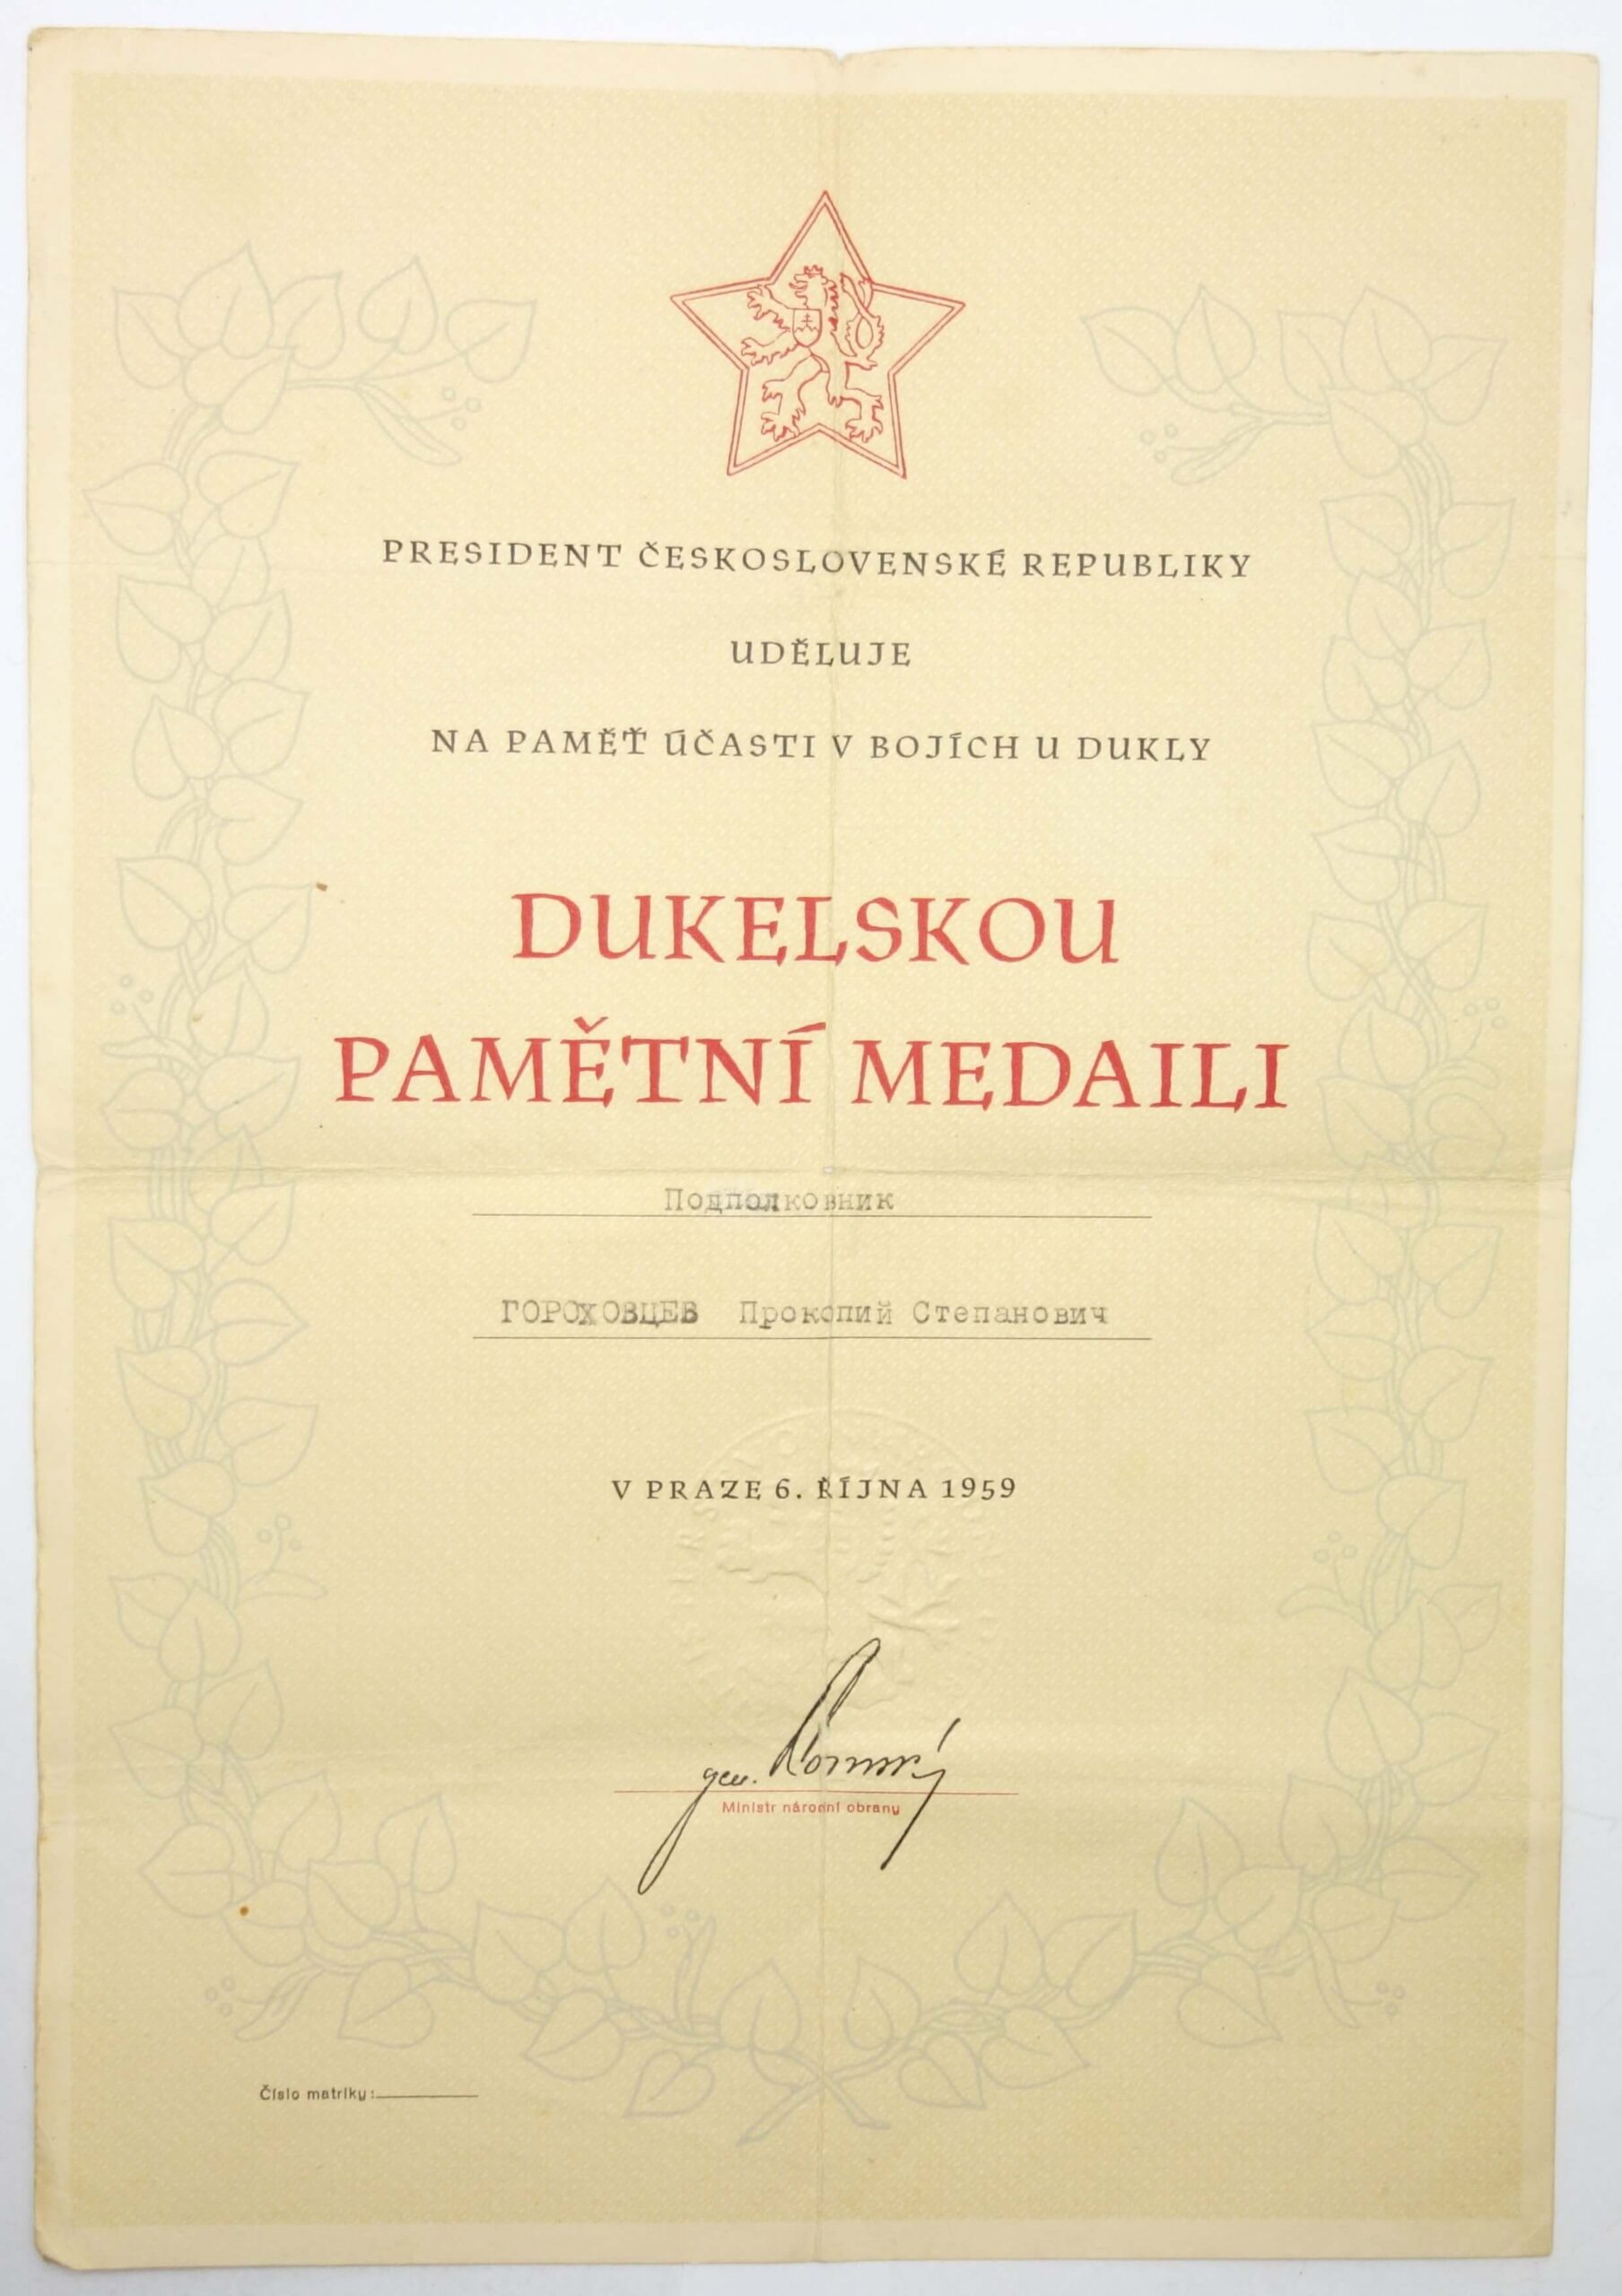 PRESIDENT ČESKOSLOVENSKÉ REPUBLIKY
UDĚLUJE
NA PAMĚŤ ÚČASTI V BOJÍCH U DUKLY
DUKELSKOU
PAMĚTNÍ MEDAILI
Подполковник
ГОРОХОВЦЕВ Прокопий Степанович
V PRAZE 6. ŘÍJNA 1959
gen.
Ministr národní obrany
Číslo matriky: